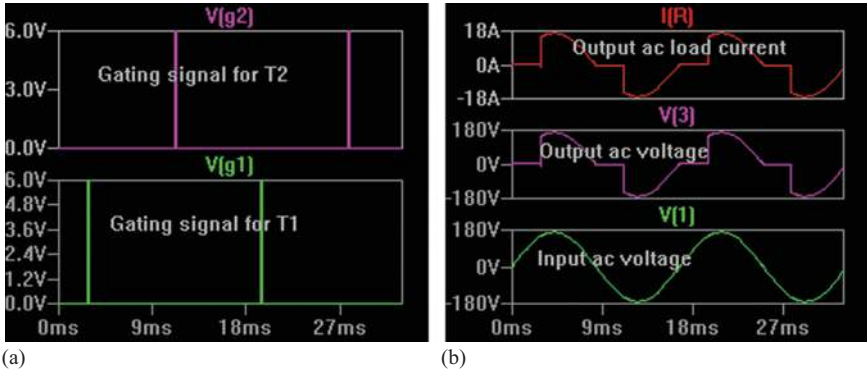 V(g2)
6.0V
Gating signal for T2
3.0V
0.0V
V(g1)
6.0V
4.8V
Gating signal for T1
3.6V
2.4V
1.2V
0.0V
0ms 9ms 18ms 27ms
(a)
I(R)
18A
Output ac load current
0A
-18A
V(3)
180V
Output ac voltage
0V
-180V
V(1)
180V
Input ac voltage
0V
-180V
0ms 9ms 18ms 27ms
(b)